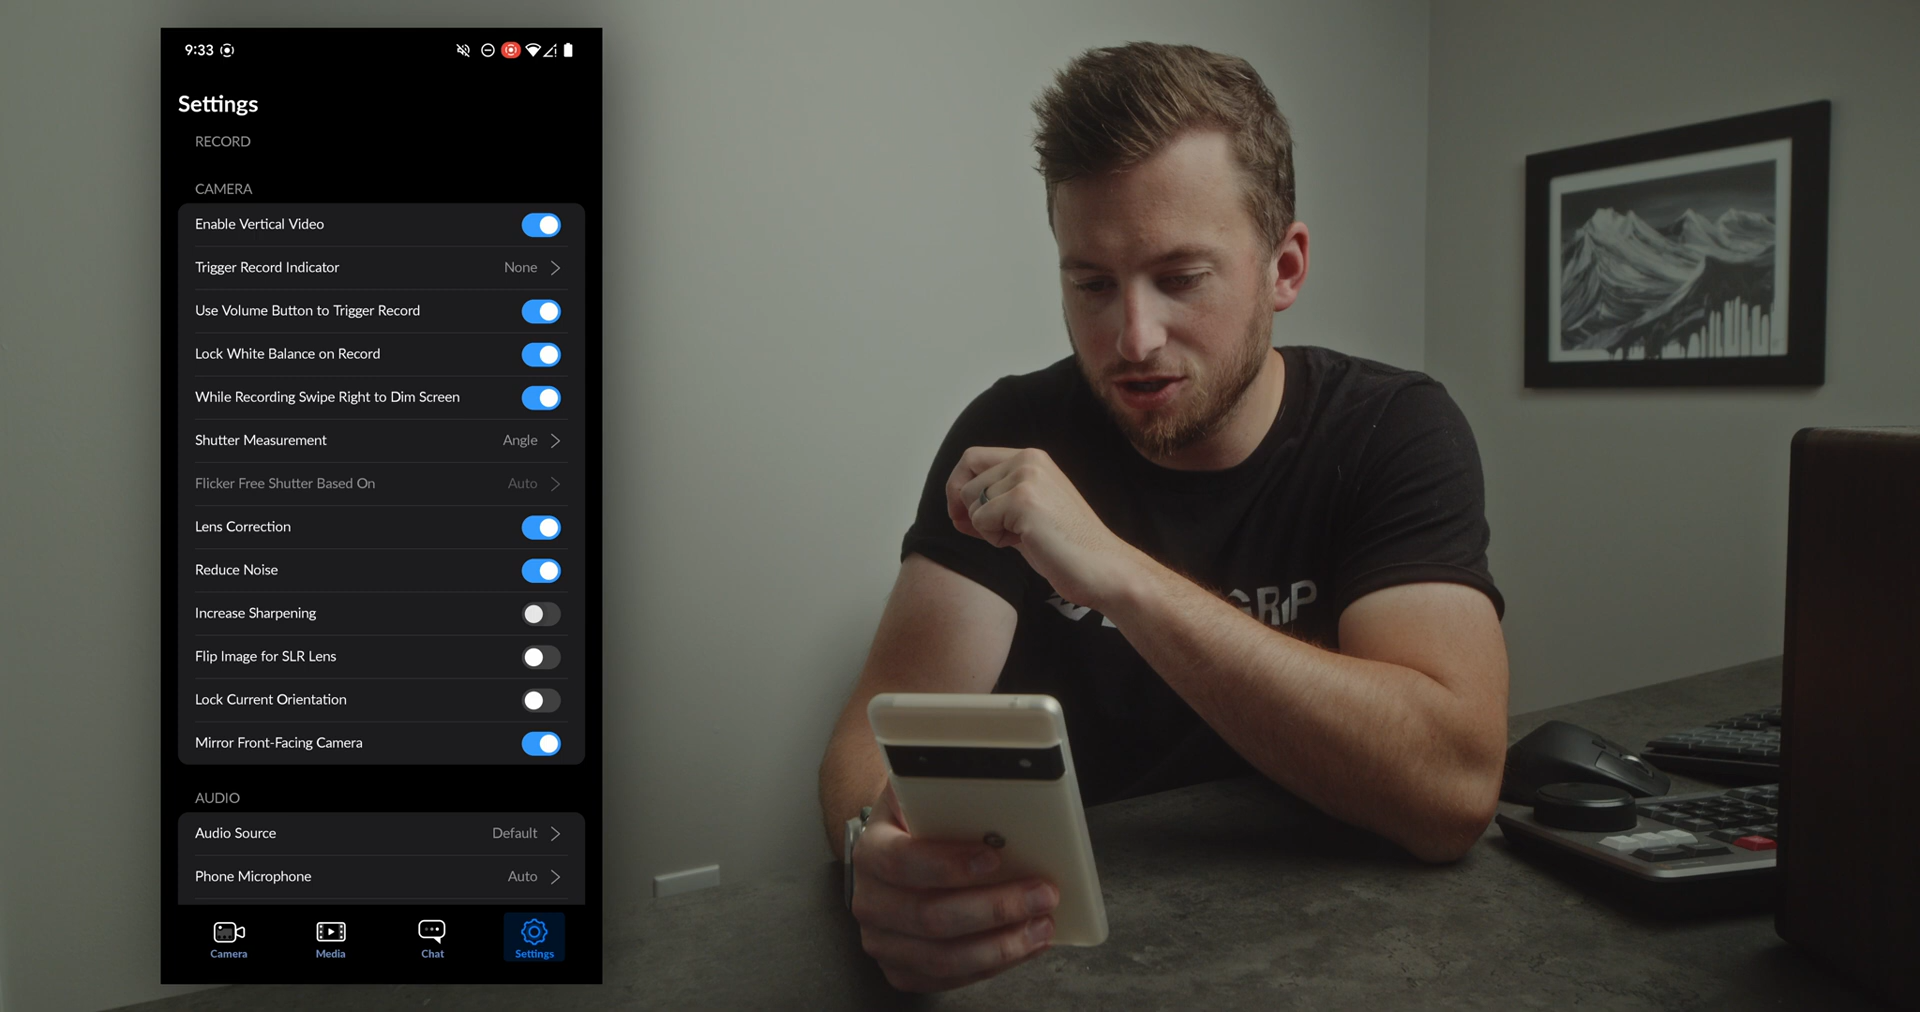 9:33
Settings
RECORD
CAMERA
Enable Vertical Video
Trigger Record Indicator None
Use Volume Button to Trigger Record
Lock White Balance on Record
While Recording Swipe Right to Dim Screen
Shutter Measurement Angle
Flicker Free Shutter Based On Auto
Lens Correction
Reduce Noise
Increase Sharpening
Flip Image for SLR Lens
Lock Current Orientation
Mirror Front-Facing Camera
AUDIO
Audio Source Default
Phone Microphone Auto
Camera Media Chat Settings
GRIP